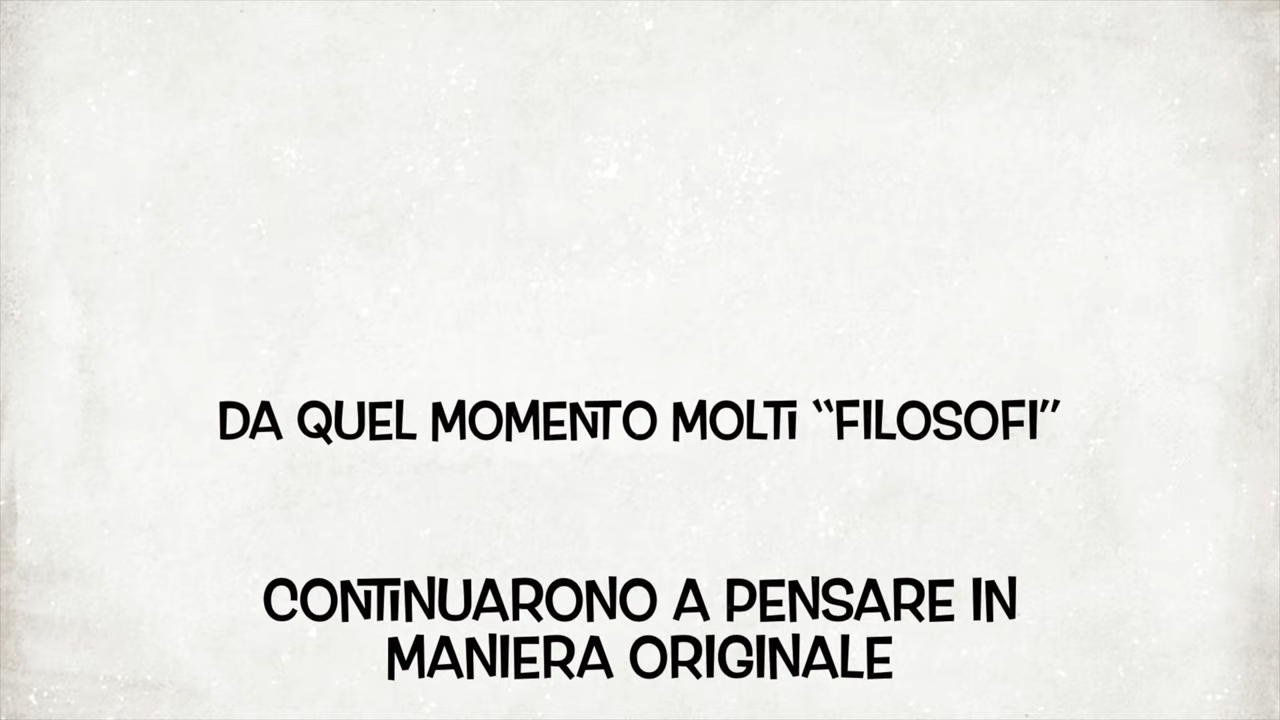 DA QUEL MOMENTO MOLTI “FILOSOFI”
CONTINUARONO A PENSARE IN
MANIERA ORIGINALE